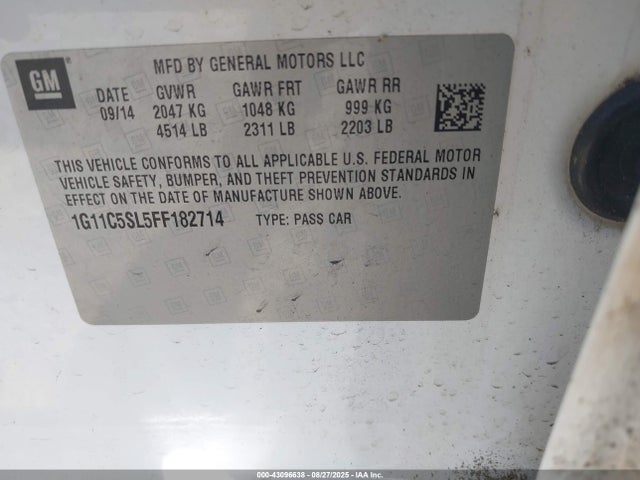 GM
MFD BY GENERAL MOTORS LLC
DATE GVWR GAWR FRT GAWR RR
09/14 2047 KG 1048 KG 999 KG
4514 LB 2311 LB 2203 LB
THIS VEHICLE CONFORMS TO ALL APPLICABLE U.S. FEDERAL MOTOR
VEHICLE SAFETY, BUMPER, AND THEFT PREVENTION STANDARDS IN
EFFECT ON THE DATE OF MANUFACTURE SHOWN ABOVE.
1G11C5SL5FF182714 TYPE: PASS CAR
000-43096638 - 08/27/2025 - IAAI.COM